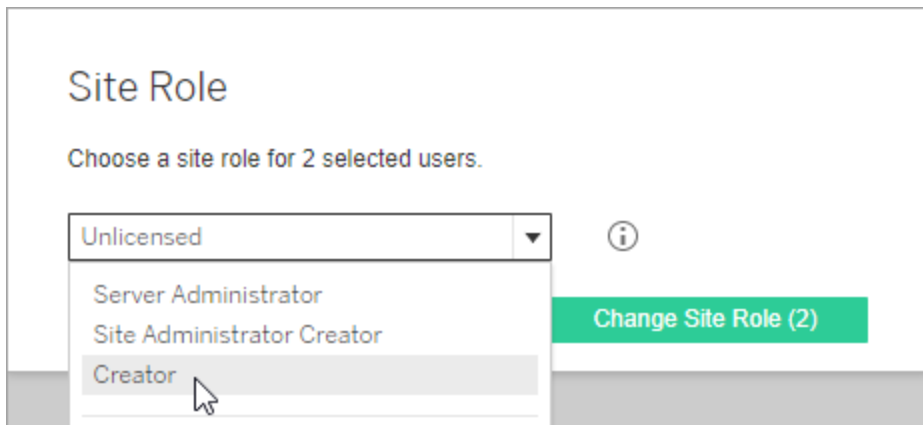 Site Role
Choose a site role for 2 selected users.
Unlicensed
Server Administrator
Site Administrator Creator
Change Site Role (2)
Creator